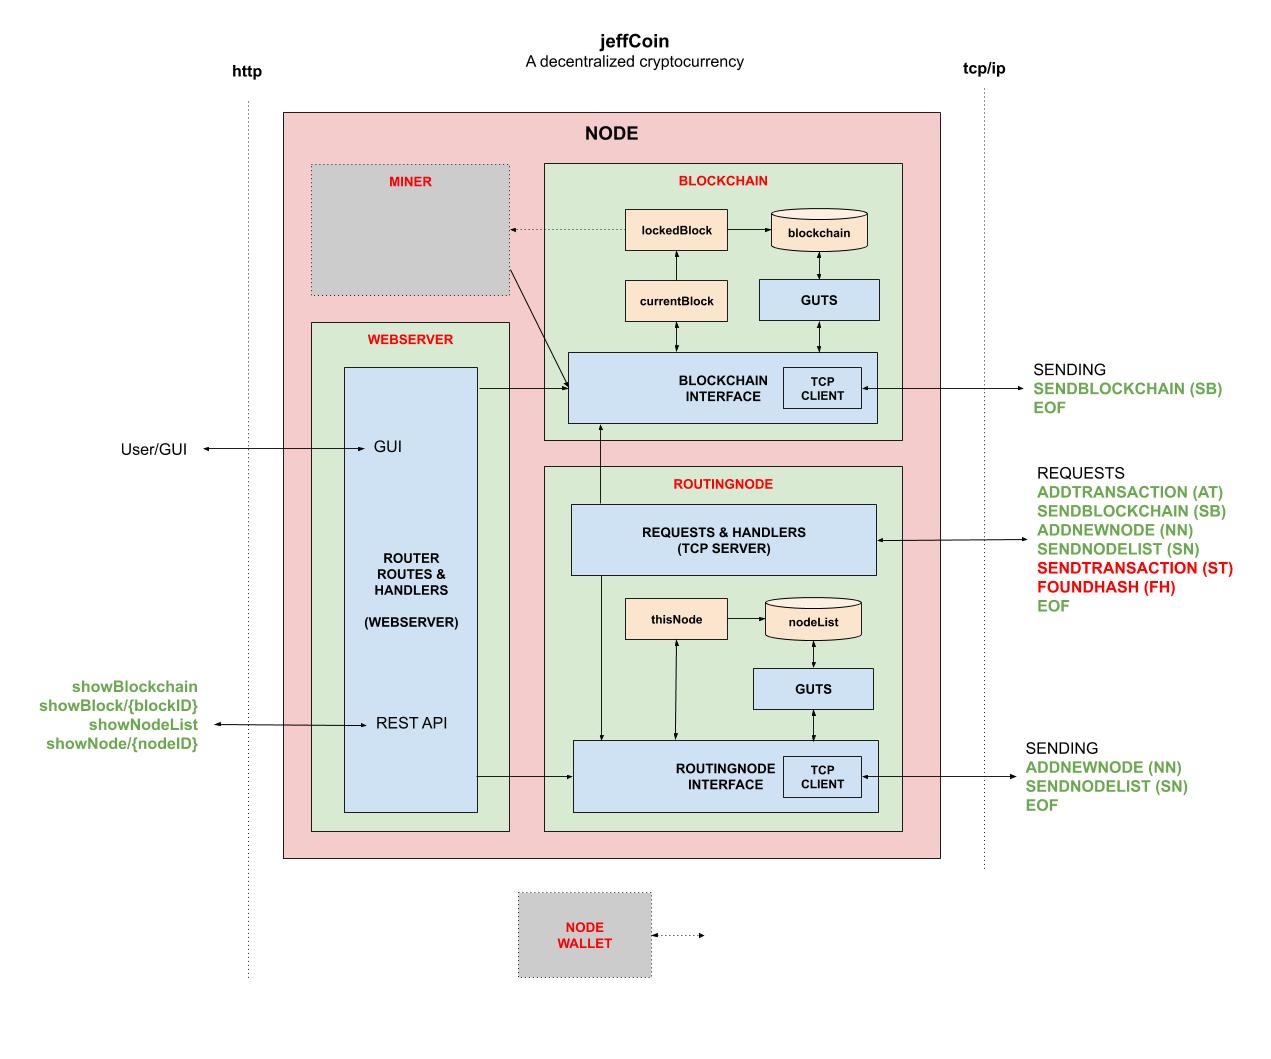 jeffCoin
A decentralized cryptocurrency
http
tcp/ip
NODE
MINER
BLOCKCHAIN
lockedBlock
blockchain
currentBlock
GUTS
BLOCKCHAIN
INTERFACE
TCP
CLIENT
SENDING
SENDBLOCKCHAIN (SB)
EOF
WEBSERVER
User/GUI
GUI
ROUTER
ROUTES &
HANDLERS
(WEBSERVER)
REST API
showBlockchain
showBlock/{blockID}
showNodeList
showNode/{nodeID}
ROUTINGNODE
REQUESTS & HANDLERS
(TCP SERVER)
REQUESTS
ADDTRANSACTION (AT)
SENDBLOCKCHAIN (SB)
ADDNEWNODE (NN)
SENDNODELIST (SN)
SENDTRANSACTION (ST)
FOUNDHASH (FH)
EOF
thisNode
nodeList
GUTS
ROUTINGNODE
INTERFACE
TCP
CLIENT
SENDING
ADDNEWNODE (NN)
SENDNODELIST (SN)
EOF
NODE
WALLET